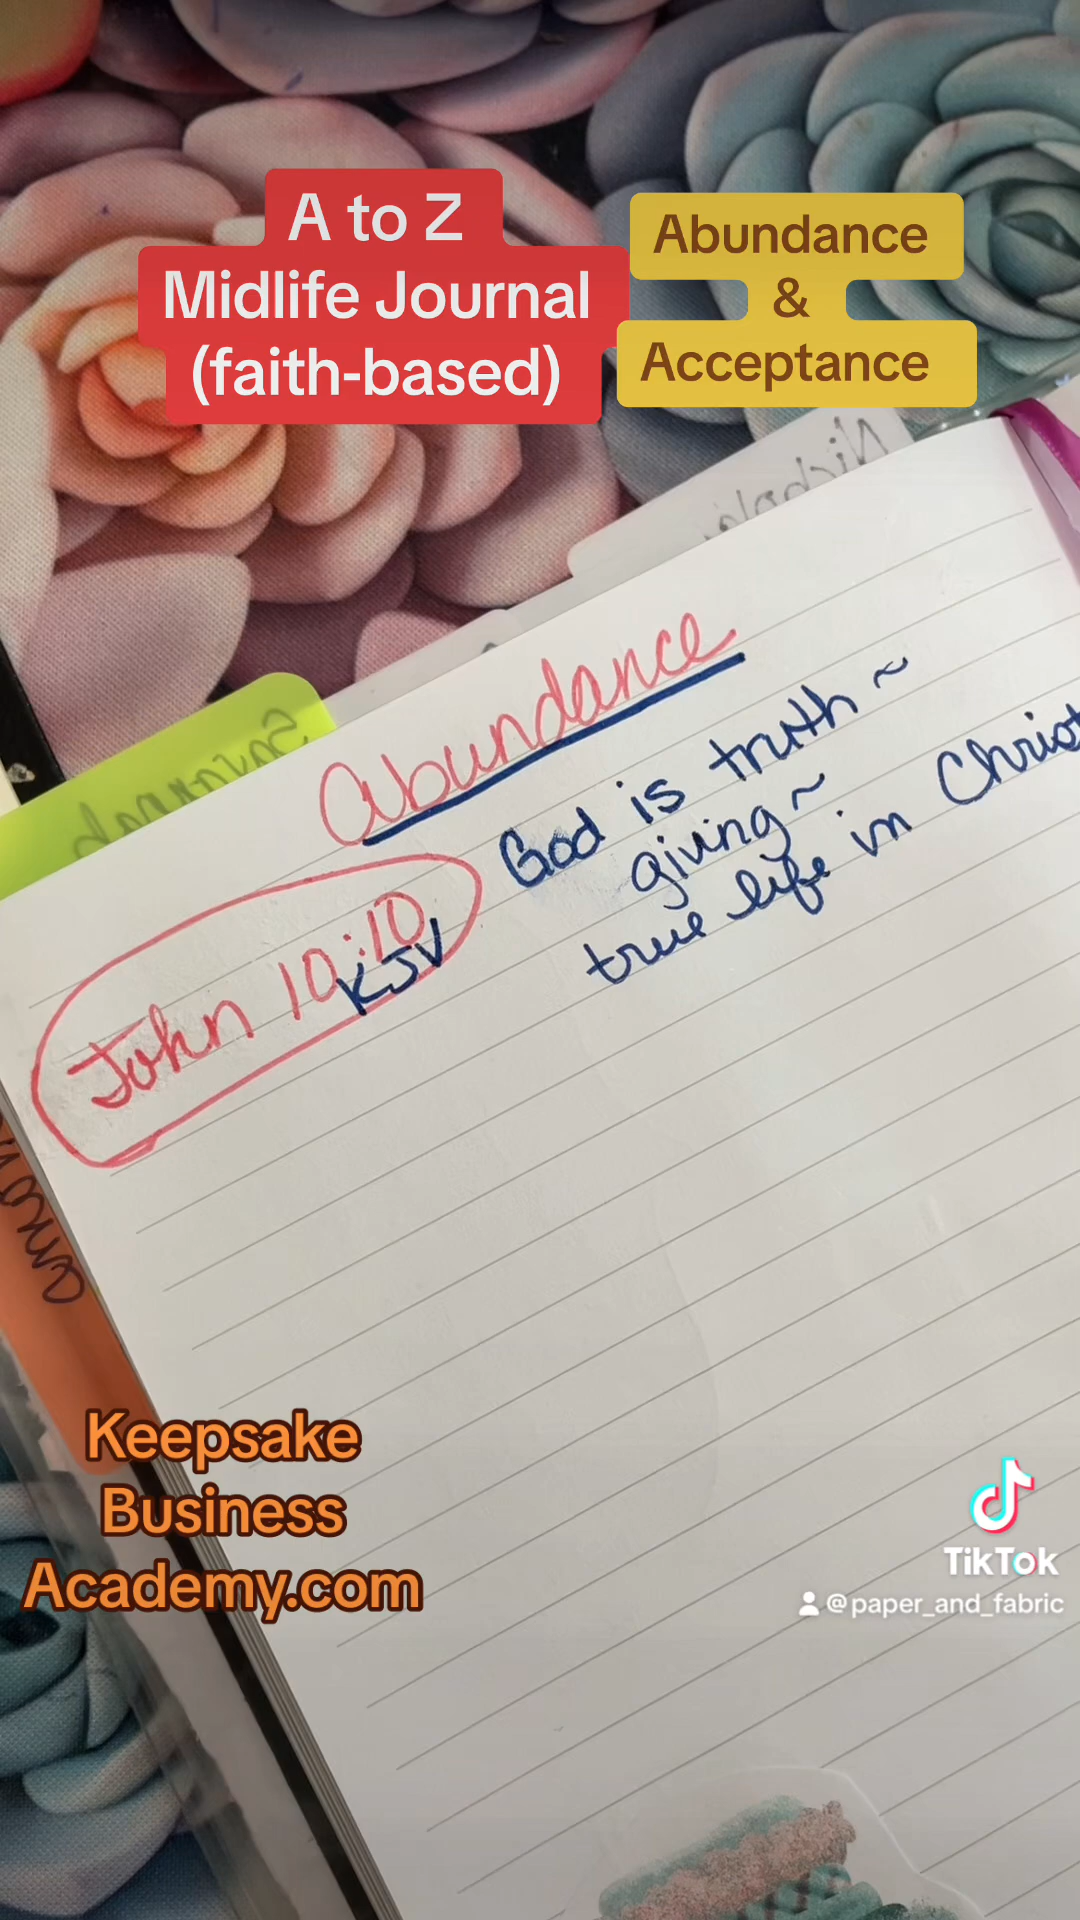 A to Z
Midlife Journal
(faith-based)
Abundance
&
Acceptance
Abundance
God is truth ~
giving ~
true life in Christ
John 10:10
KJV
Keepsake
Business
Academy.com
TikTok
@paper_and_fabric